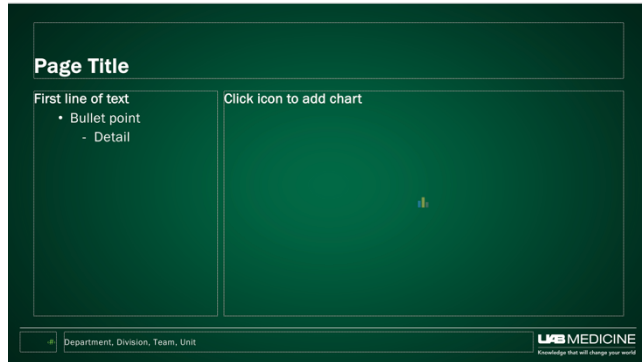 Page Title
First line of text
• Bullet point
- Detail
Click icon to add chart
‹#›
Department, Division, Team, Unit
UAB MEDICINE
Knowledge that will change your world